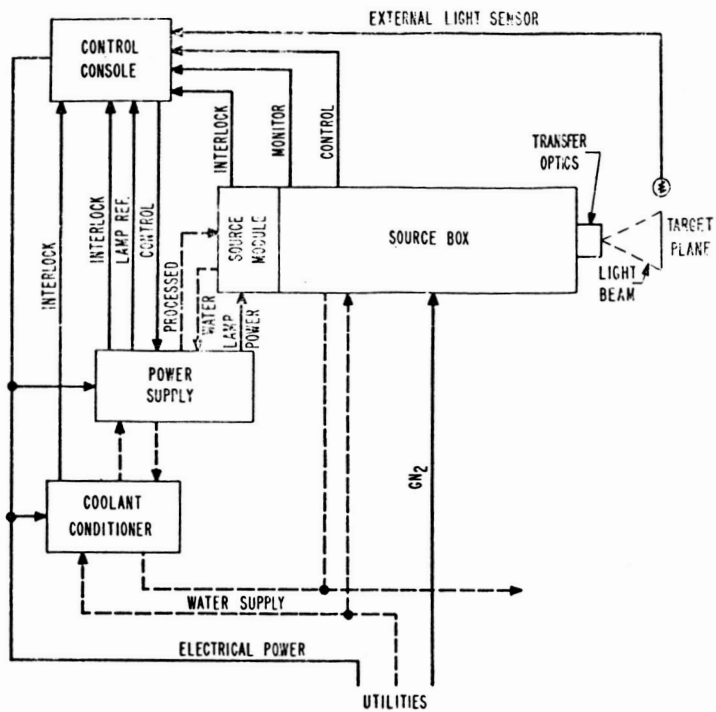 EXTERNAL LIGHT SENSOR
CONTROL
CONSOLE
INTERLOCK
MONITOR
CONTROL
TRANSFER
OPTICS
INTERLOCK
INTERLOCK
LAMP REF.
CONTROL
PROCESSED
WATER
SOURCE
MODULE
SOURCE BOX
TARGET
PLANE
LIGHT
BEAM
LAMP
POWER
POWER
SUPPLY
GN2
COOLANT
CONDITIONER
WATER SUPPLY
ELECTRICAL POWER
UTILITIES